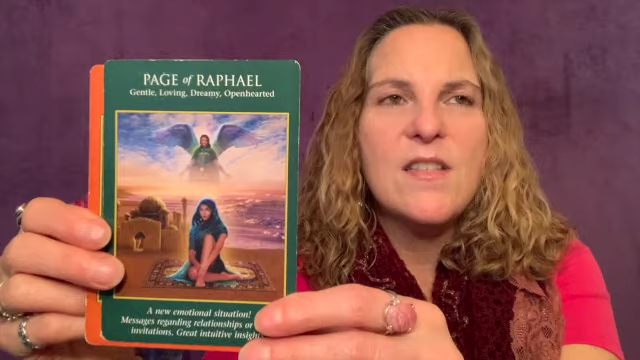 PAGE of RAPHAEL
Gentle, Loving, Dreamy, Openhearted
A new emotional situation!
Messages regarding relationships or
invitations. Great intuitive insight